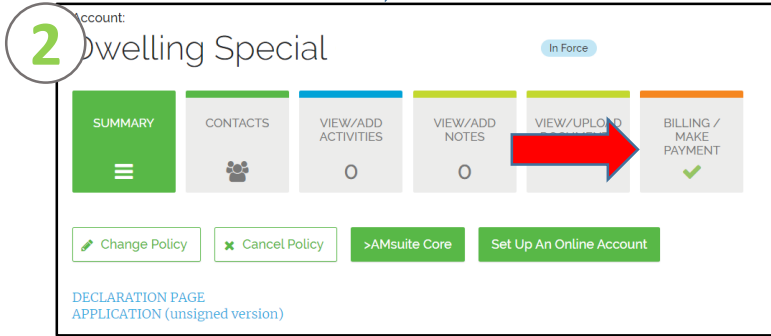 2
Account:
Dwelling Special
In Force
SUMMARY
CONTACTS
VIEW/ADD
ACTIVITIES
0
VIEW/ADD
NOTES
0
VIEW/UPLOAD
BILLING /
MAKE
PAYMENT
Change Policy
Cancel Policy
>AMsuite Core
Set Up An Online Account
DECLARATION PAGE
APPLICATION (unsigned version)